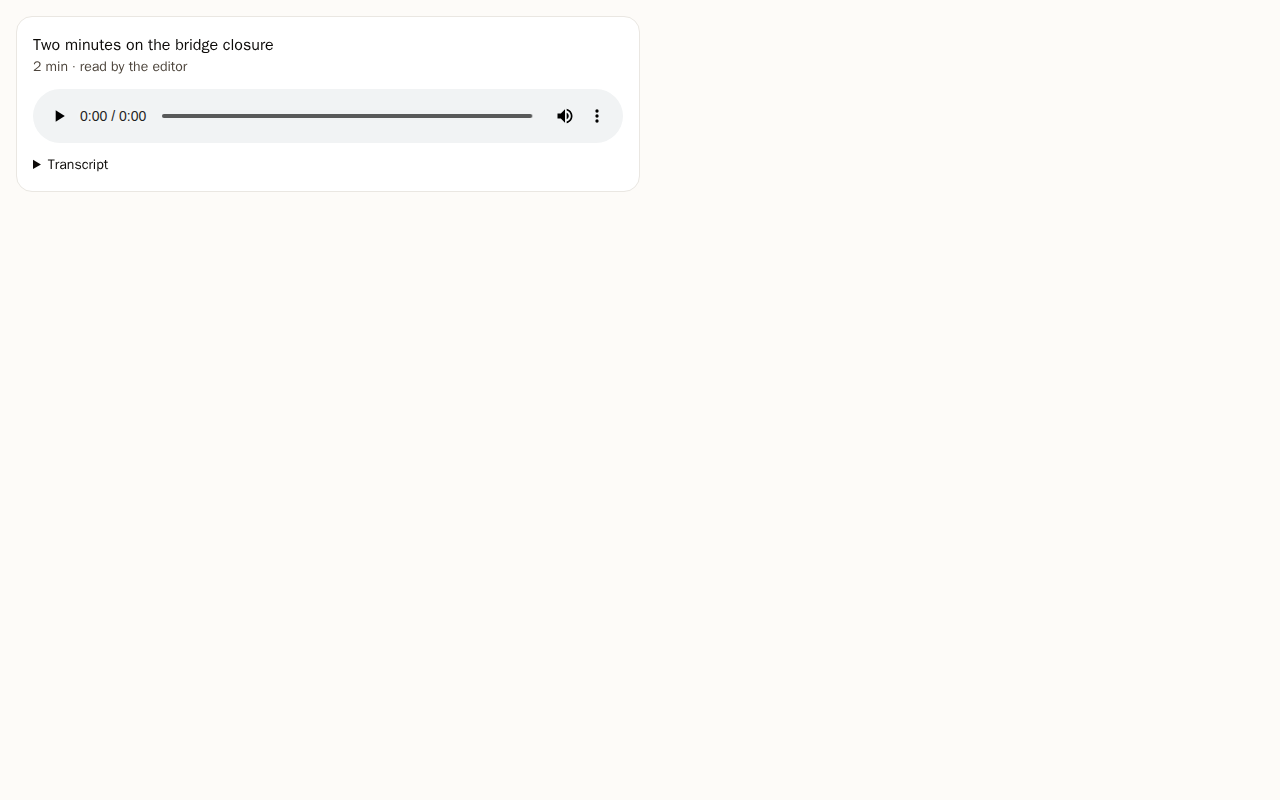 Two minutes on the bridge closure
2 min · read by the editor
0:00 / 0:00
Transcript